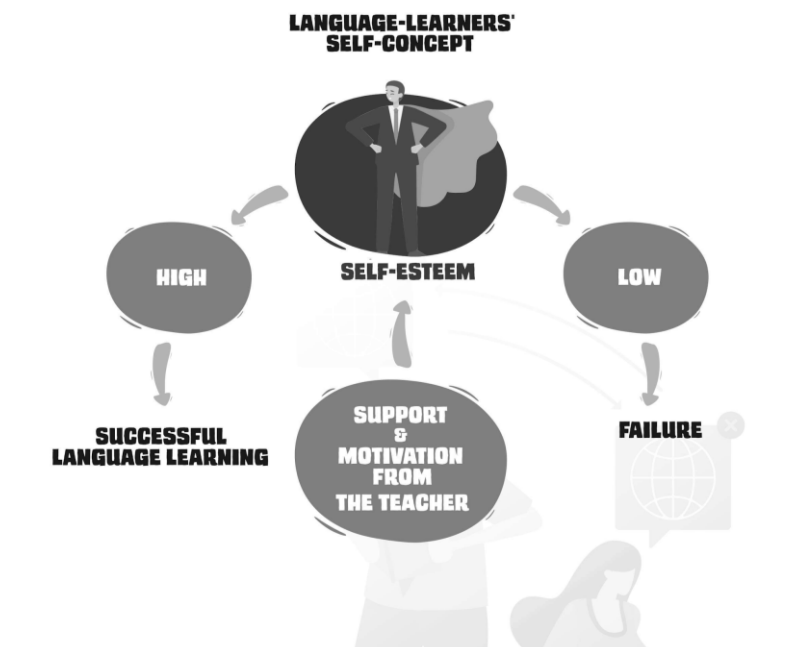 LANGUAGE-LEARNERS'
SELF-CONCEPT
SELF-ESTEEM
HIGH
LOW
SUCCESSFUL
LANGUAGE LEARNING
SUPPORT
&
MOTIVATION
FROM
THE TEACHER
FAILURE